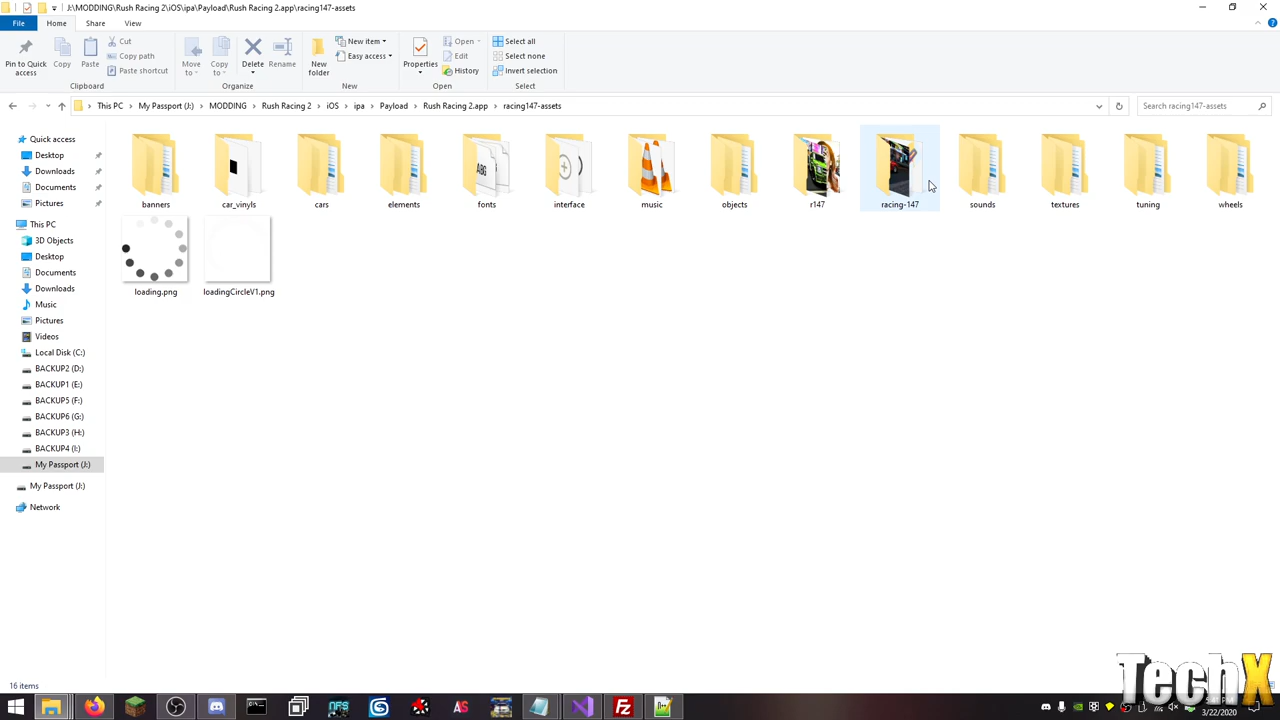 J:\MODDING\Rush Racing 2\iOS\ipa\Payload\Rush Racing 2.app\racing147-assets
File Home Share View
Pin to Quick access
Copy
Paste
Cut
Copy path
Paste shortcut
Clipboard
Move to
Copy to
Delete
Rename
Organize
New folder
New item
Easy access
New
Properties
Open
Edit
History
Open
Select all
Select none
Invert selection
Select
This PC My Passport (J:) MODDING Rush Racing 2 iOS ipa Payload Rush Racing 2.app racing147-assets
Search racing147-assets
Quick access
Desktop
Downloads
Documents
Pictures
This PC
3D Objects
Desktop
Documents
Downloads
Music
Pictures
Videos
Local Disk (C:)
BACKUP2 (D:)
BACKUP1 (E:)
BACKUP5 (F:)
BACKUP6 (G:)
BACKUP3 (H:)
BACKUP4 (I:)
My Passport (J:)
My Passport (J:)
Network
ABG
banners car_vinyls cars elements fonts interface music objects r147 racing-147 sounds textures tuning wheels
loading.png loadingCircleV1.png
16 items
TechX
NFS
AS
Fz
3/22/2020